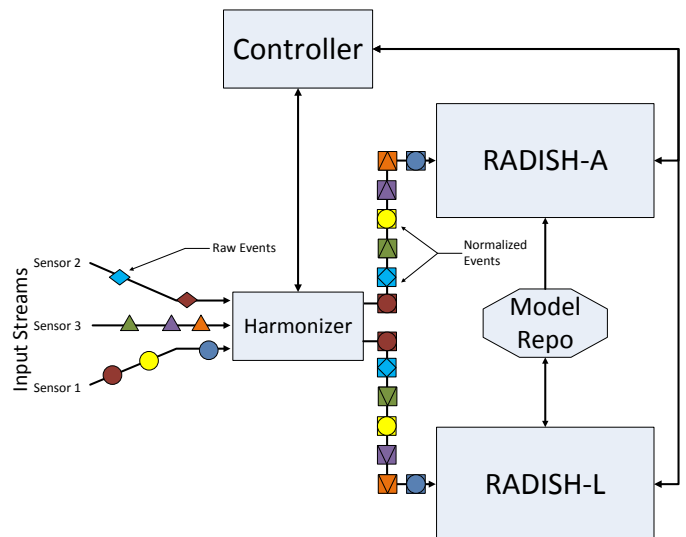 Controller
RADISH-A
Raw Events
Normalized
Events
Input Streams
Sensor 2
Sensor 3
Sensor 1
Harmonizer
Model
Repo
RADISH-L